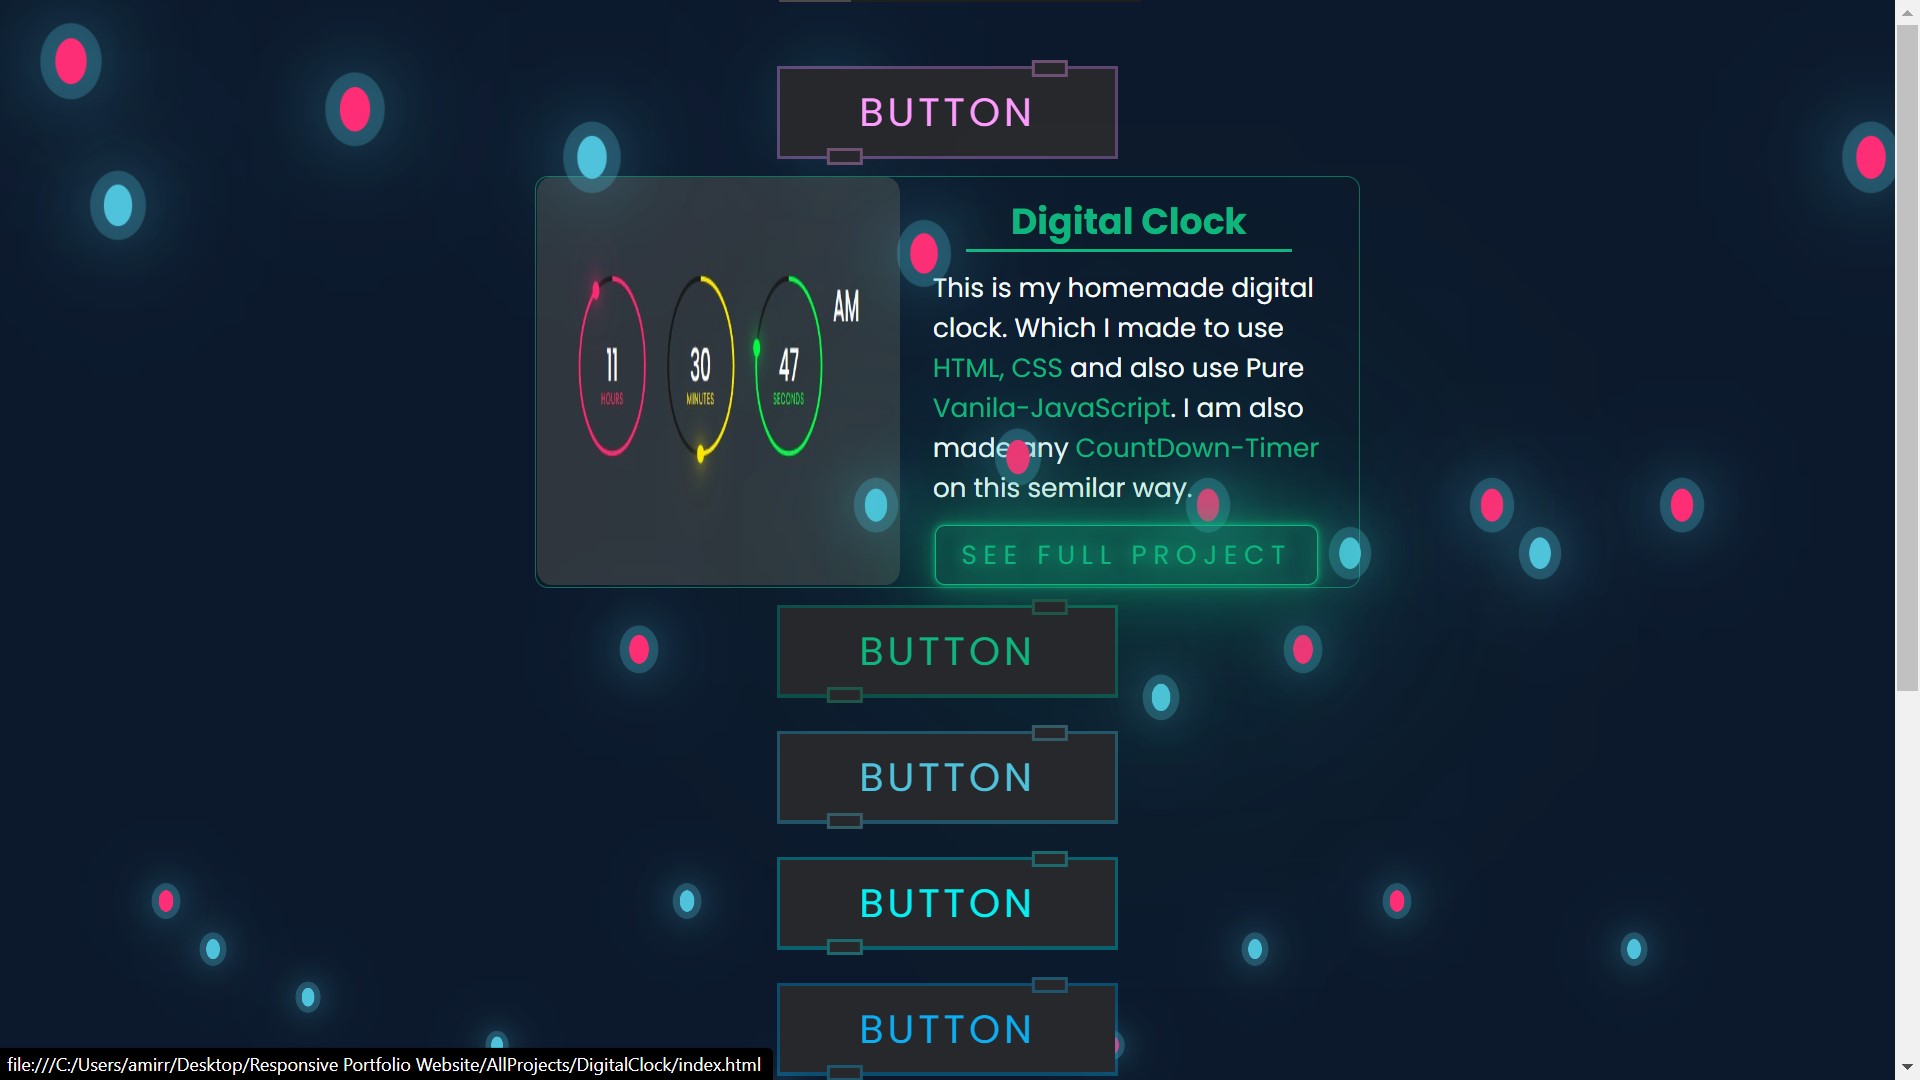 BUTTON
11
HOURS
30
MINUTES
47
SECONDS
AM
Digital Clock
This is my homemade digital
clock. Which I made to use
HTML, CSS and also use Pure
Vanila-JavaScript. I am also
made any CountDown-Timer
on this semilar way.
SEE FULL PROJECT
BUTTON
BUTTON
BUTTON
BUTTON
file:///C:/Users/amirr/Desktop/Responsive Portfolio Website/AllProjects/DigitalClock/index.html